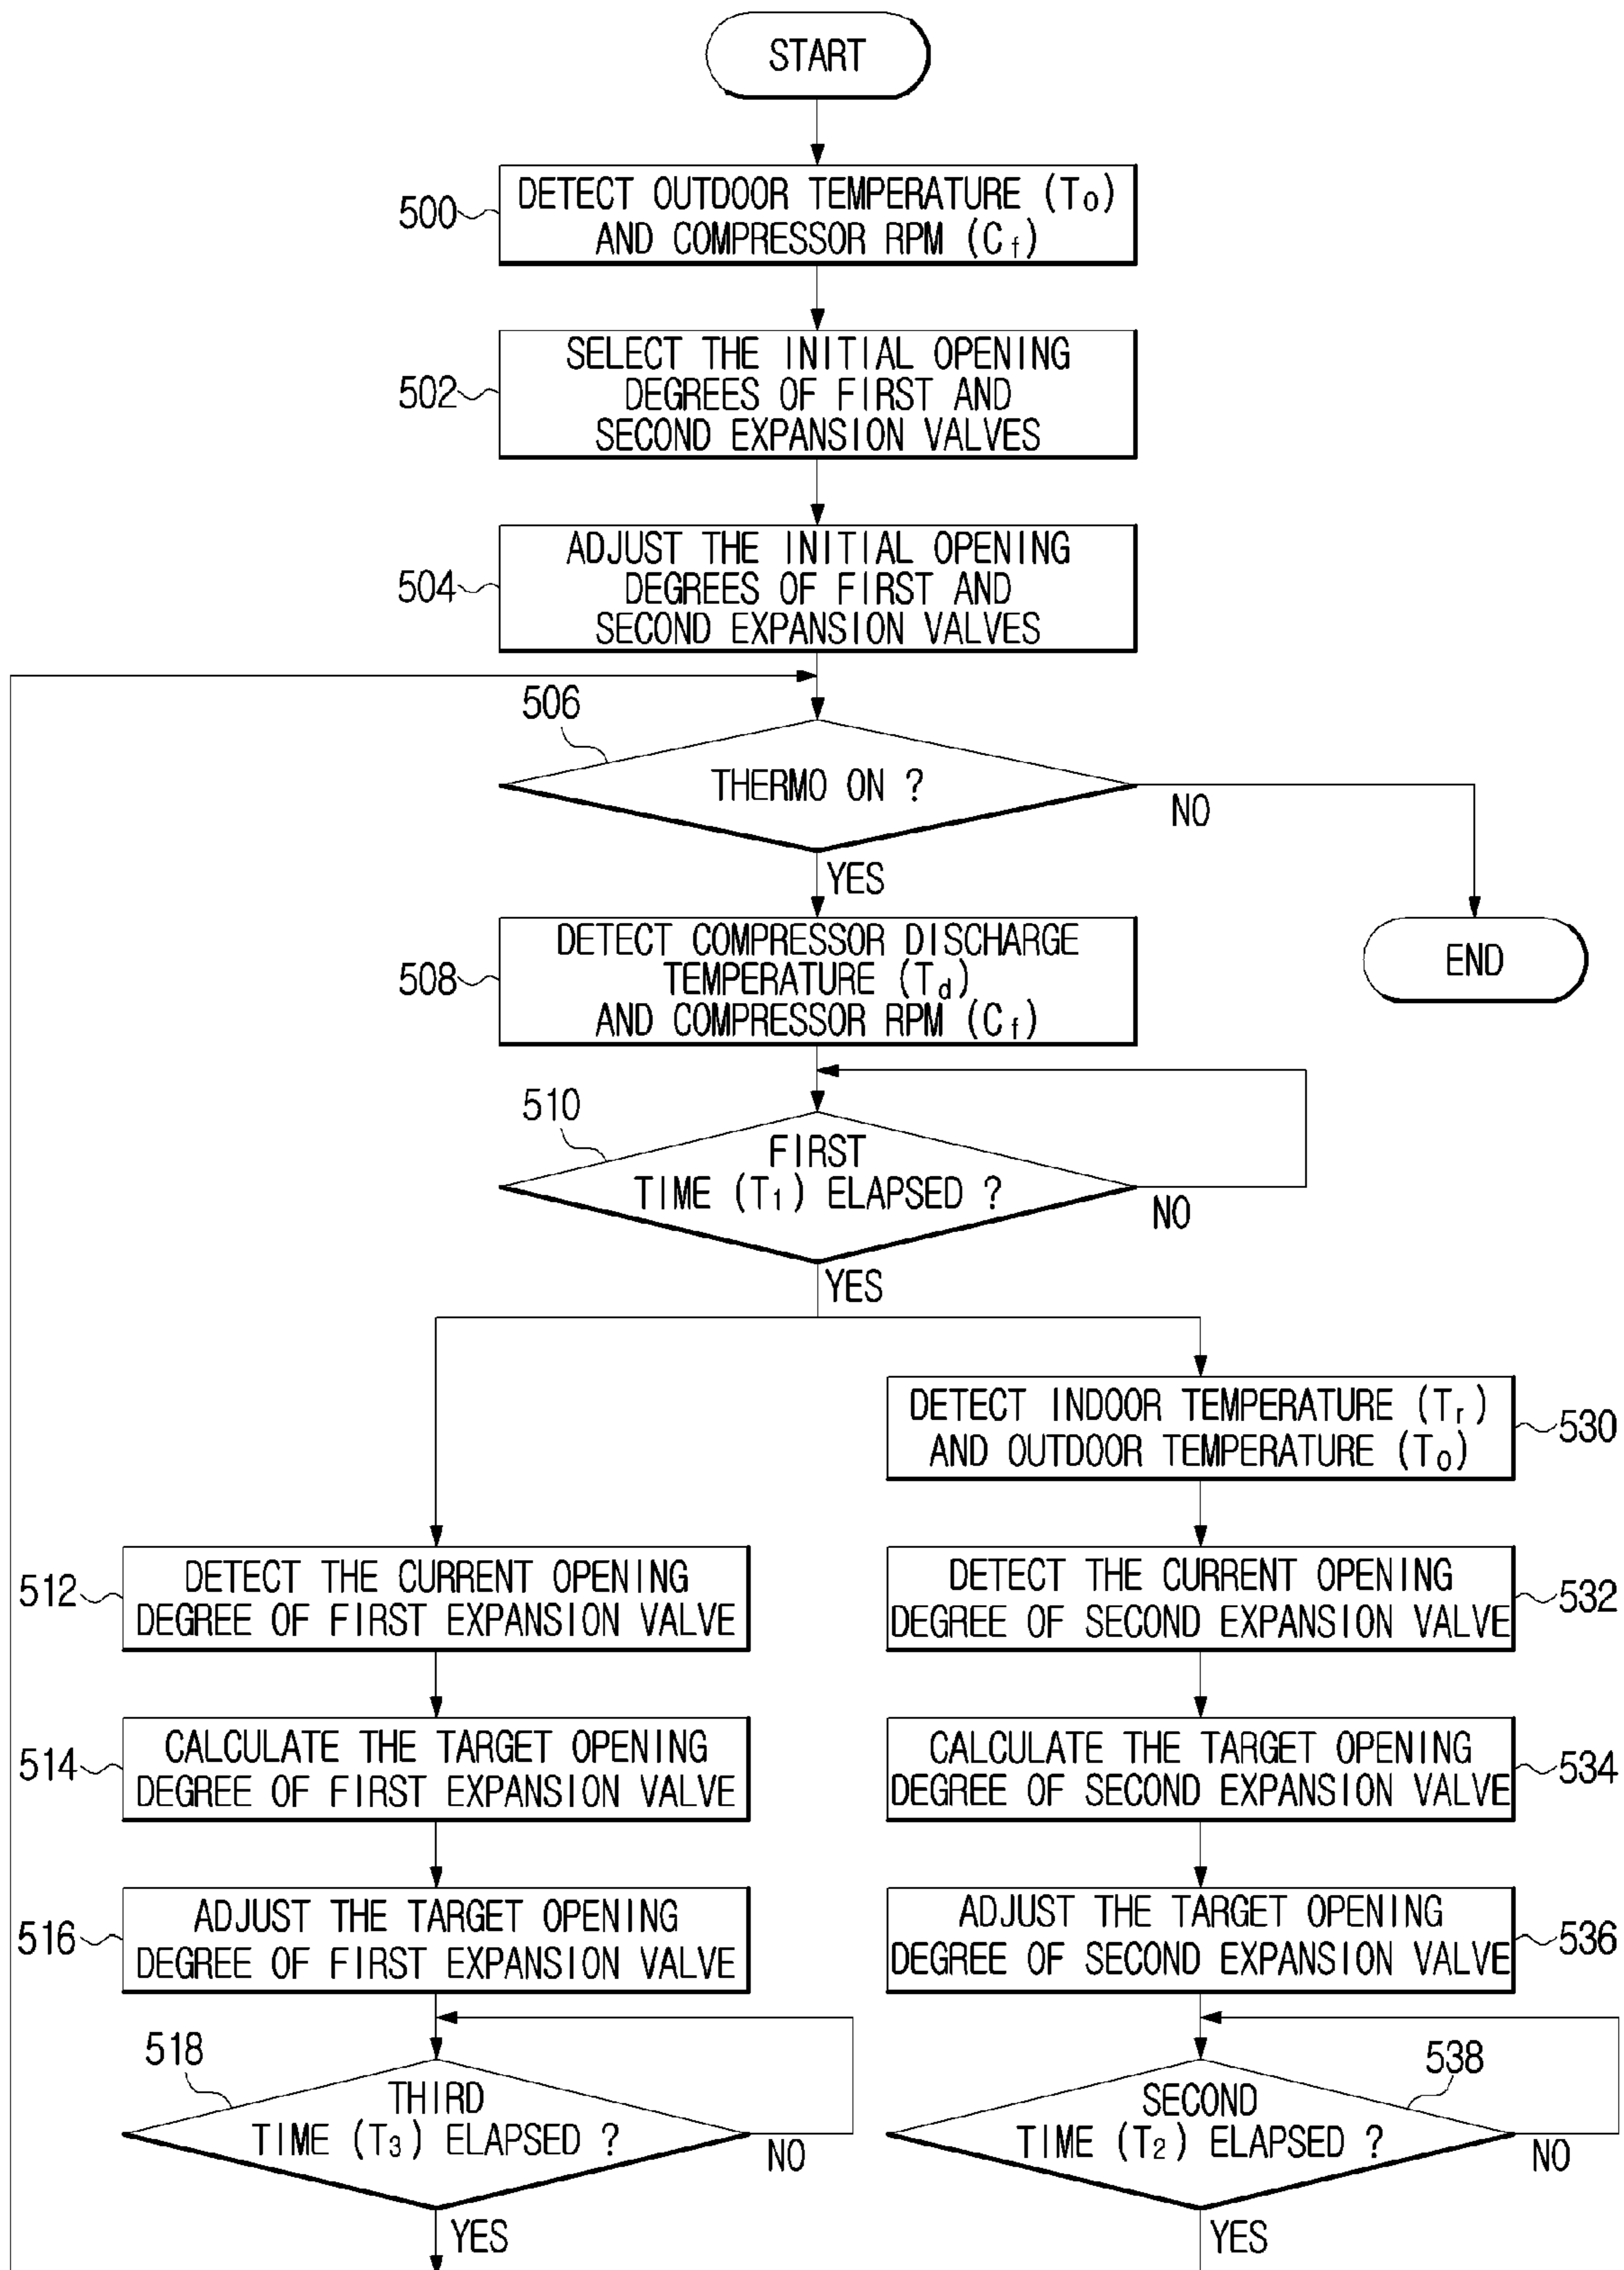 START
500
DETECT OUTDOOR TEMPERATURE (To)
AND COMPRESSOR RPM (Cf)
502
SELECT THE INITIAL OPENING
DEGREES OF FIRST AND
SECOND EXPANSION VALVES
504
ADJUST THE INITIAL OPENING
DEGREES OF FIRST AND
SECOND EXPANSION VALVES
506
THERMO ON ?
NO
YES
END
508
DETECT COMPRESSOR DISCHARGE
TEMPERATURE (Td)
AND COMPRESSOR RPM (Cf)
510
FIRST
TIME (T1) ELAPSED ?
NO
YES
DETECT INDOOR TEMPERATURE (Tr)
AND OUTDOOR TEMPERATURE (To)
530
512
DETECT THE CURRENT OPENING
DEGREE OF FIRST EXPANSION VALVE
DETECT THE CURRENT OPENING
DEGREE OF SECOND EXPANSION VALVE
532
514
CALCULATE THE TARGET OPENING
DEGREE OF FIRST EXPANSION VALVE
CALCULATE THE TARGET OPENING
DEGREE OF SECOND EXPANSION VALVE
534
516
ADJUST THE TARGET OPENING
DEGREE OF FIRST EXPANSION VALVE
ADJUST THE TARGET OPENING
DEGREE OF SECOND EXPANSION VALVE
536
518
THIRD
TIME (T3) ELAPSED ?
NO
YES
538
SECOND
TIME (T2) ELAPSED ?
NO
YES